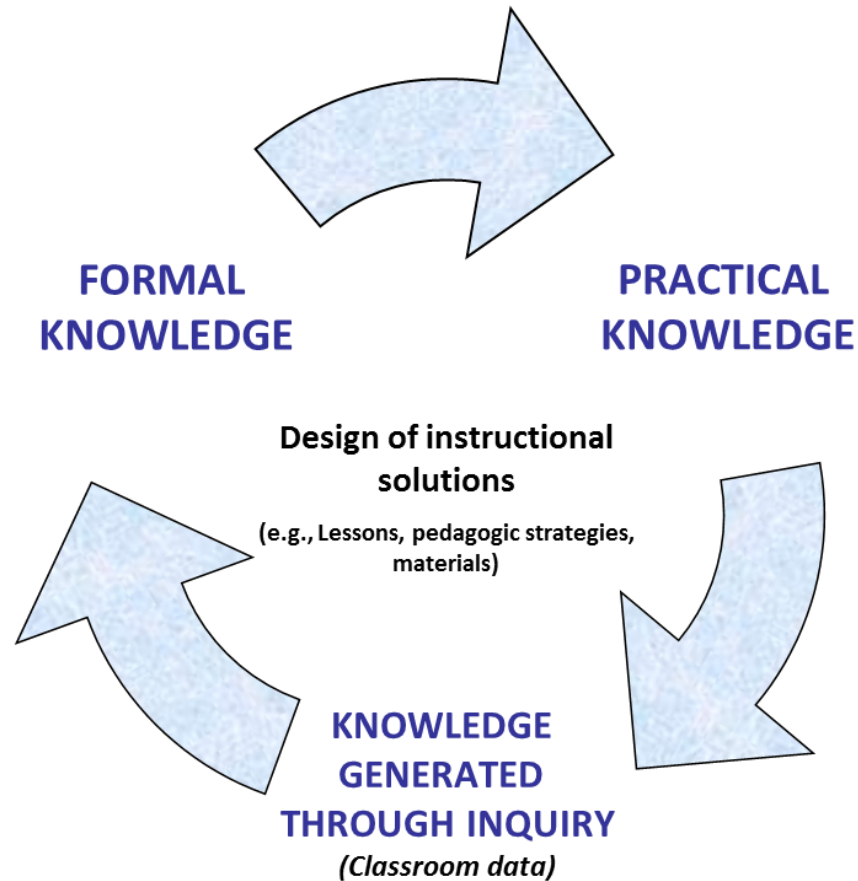 FORMAL
KNOWLEDGE
PRACTICAL
KNOWLEDGE
Design of instructional
solutions
(e.g., Lessons, pedagogic strategies,
materials)
KNOWLEDGE
GENERATED
THROUGH INQUIRY
(Classroom data)